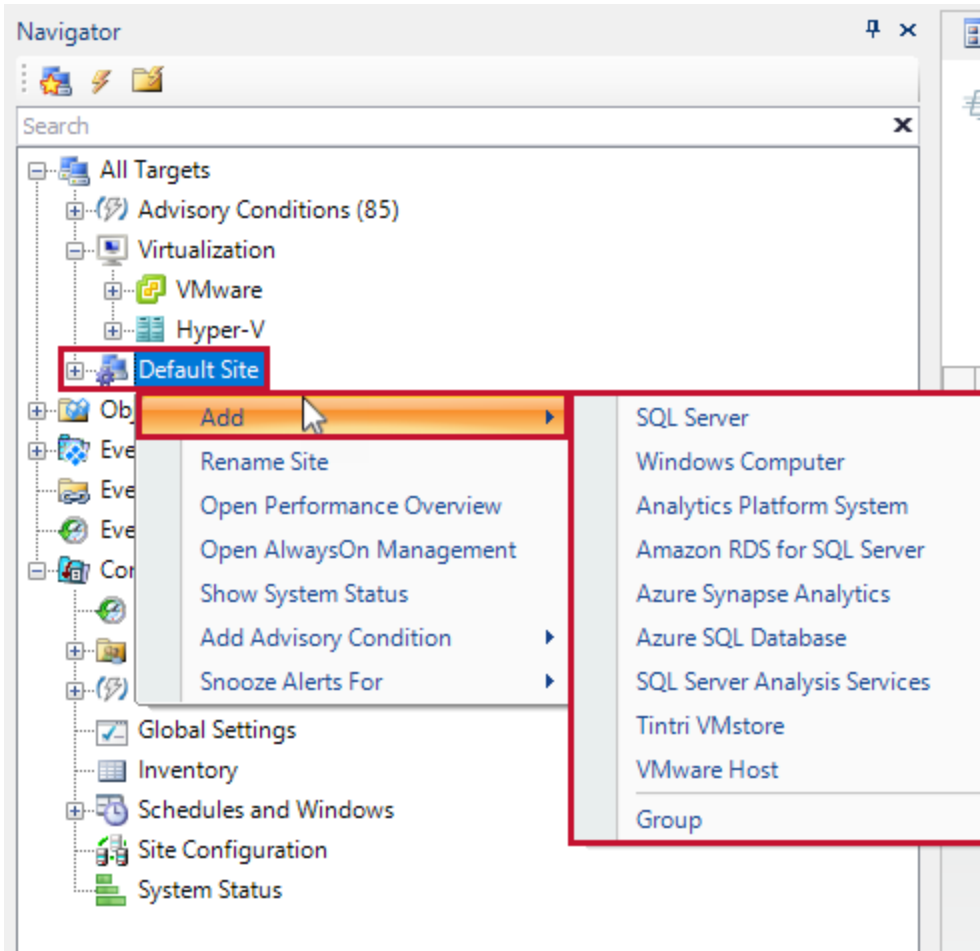 Navigator
Search
All Targets
Advisory Conditions (85)
Virtualization
VMware
Hyper-V
Default Site
Add
Rename Site
Open Performance Overview
Open AlwaysOn Management
Show System Status
Add Advisory Condition
Snooze Alerts For
SQL Server
Windows Computer
Analytics Platform System
Amazon RDS for SQL Server
Azure Synapse Analytics
Azure SQL Database
SQL Server Analysis Services
Tintri VMstore
VMware Host
Group
Global Settings
Inventory
Schedules and Windows
Site Configuration
System Status